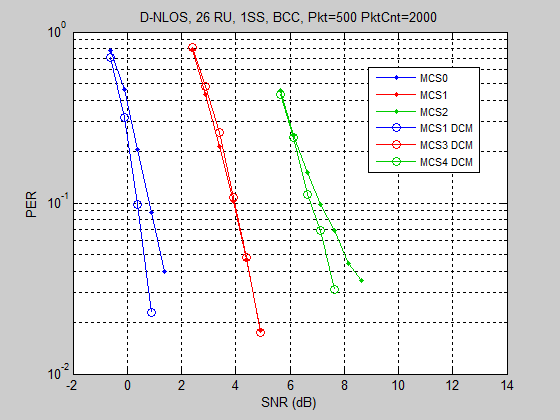 D-NLOS, 26 RU, 1SS, BCC, Pkt=500 PktCnt=2000
10^0
10^-1
10^-2
PER
MCS0
MCS1
MCS2
MCS1 DCM
MCS3 DCM
MCS4 DCM
-2 0 2 4 6 8 10 12 14
SNR (dB)